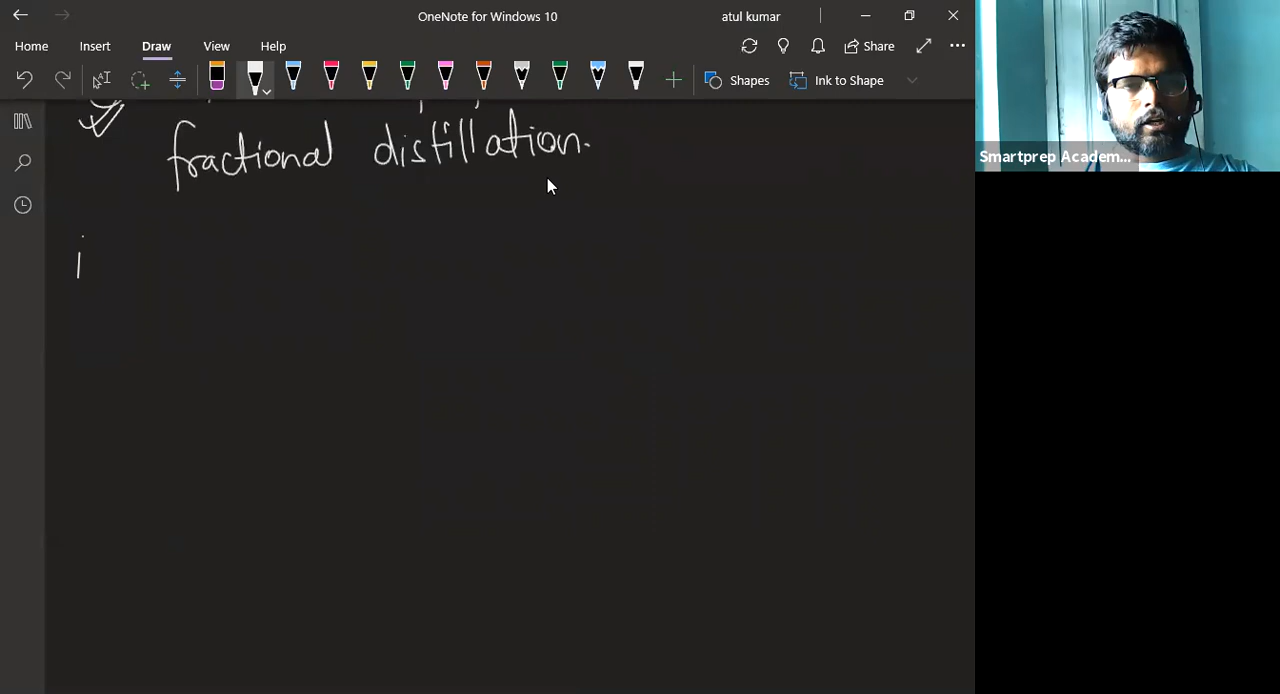 OneNote for Windows 10
atul kumar
Home Insert Draw View Help
Share
Shapes
Ink to Shape
Smartprep Academ...
fractional distillation.
i